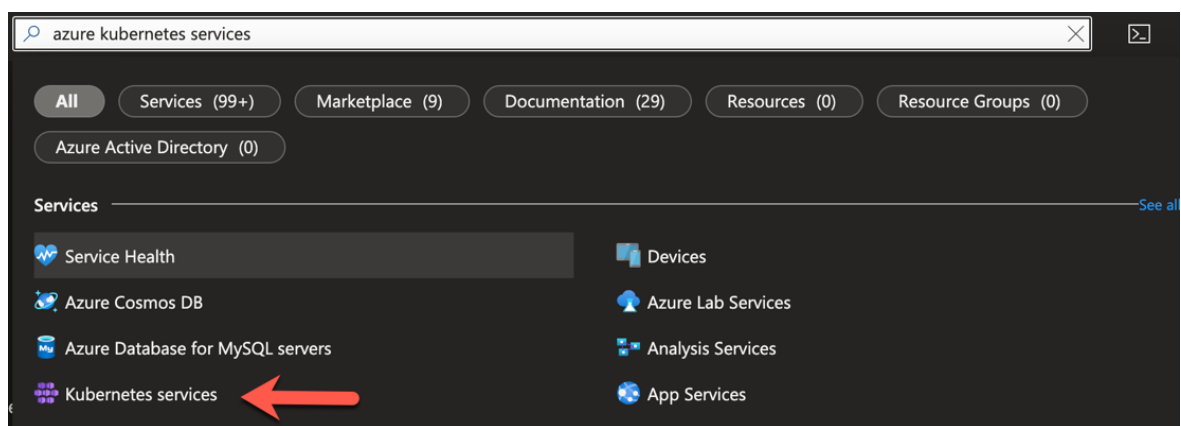 azure kubernetes services
All Services (99+) Marketplace (9) Documentation (29) Resources (0) Resource Groups (0)
Azure Active Directory (0)
Services See all
Service Health Devices
Azure Cosmos DB Azure Lab Services
My Azure Database for MySQL servers Analysis Services
Kubernetes services App Services